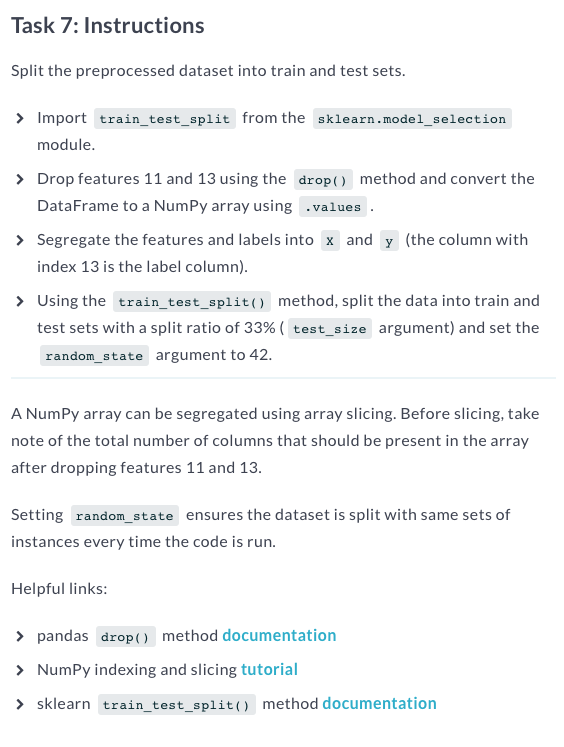 Task 7: Instructions
Split the preprocessed dataset into train and test sets.
Import train_test_split from the sklearn.model_selection
module.
Drop features 11 and 13 using the drop() method and convert the
DataFrame to a NumPy array using .values .
Segregate the features and labels into X and y (the column with
index 13 is the label column).
Using the train_test_split() method, split the data into train and
test sets with a split ratio of 33% ( test_size argument) and set the
random_state argument to 42.
A NumPy array can be segregated using array slicing. Before slicing, take
note of the total number of columns that should be present in the array
after dropping features 11 and 13.
Setting random_state ensures the dataset is split with same sets of
instances every time the code is run.
Helpful links:
pandas drop() method documentation
NumPy indexing and slicing tutorial
sklearn train_test_split() method documentation